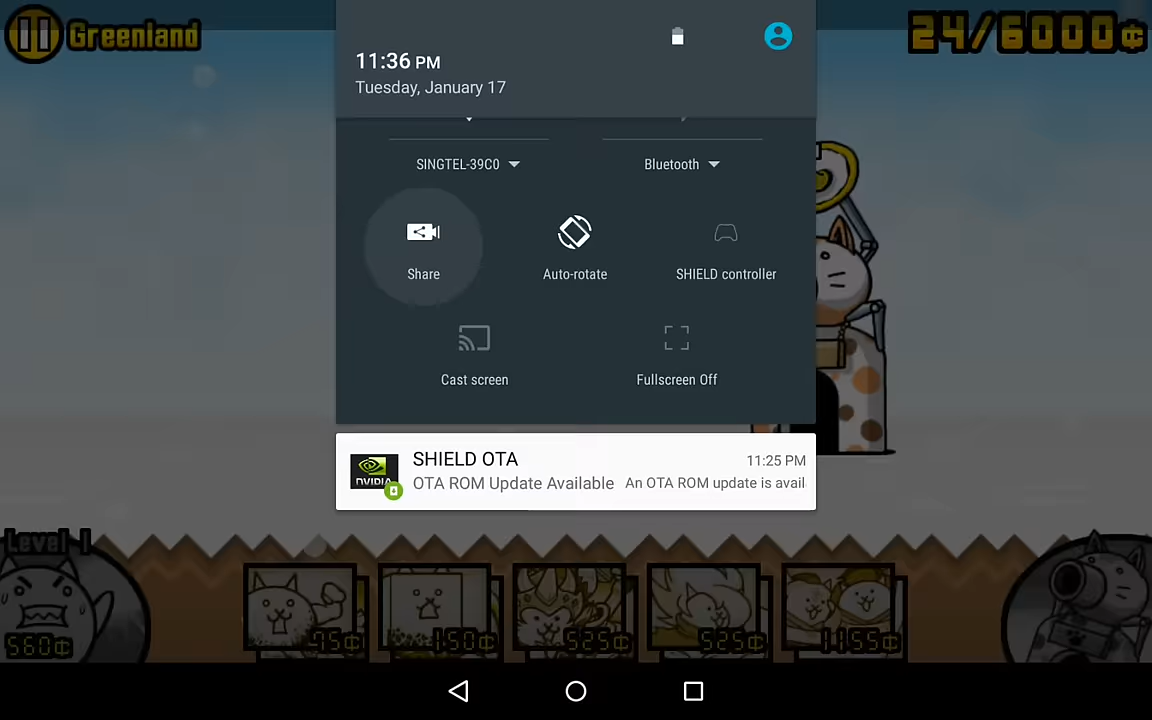 Greenland
24/6000¢
11:36 PM
Tuesday, January 17
SINGTEL-39C0
Bluetooth
Share
Auto-rotate
SHIELD controller
Cast screen
Fullscreen Off
NVIDIA
SHIELD OTA
11:25 PM
OTA ROM Update Available An OTA ROM update is avail
Level 1
560¢
75¢
150¢
525¢
525¢
1155¢